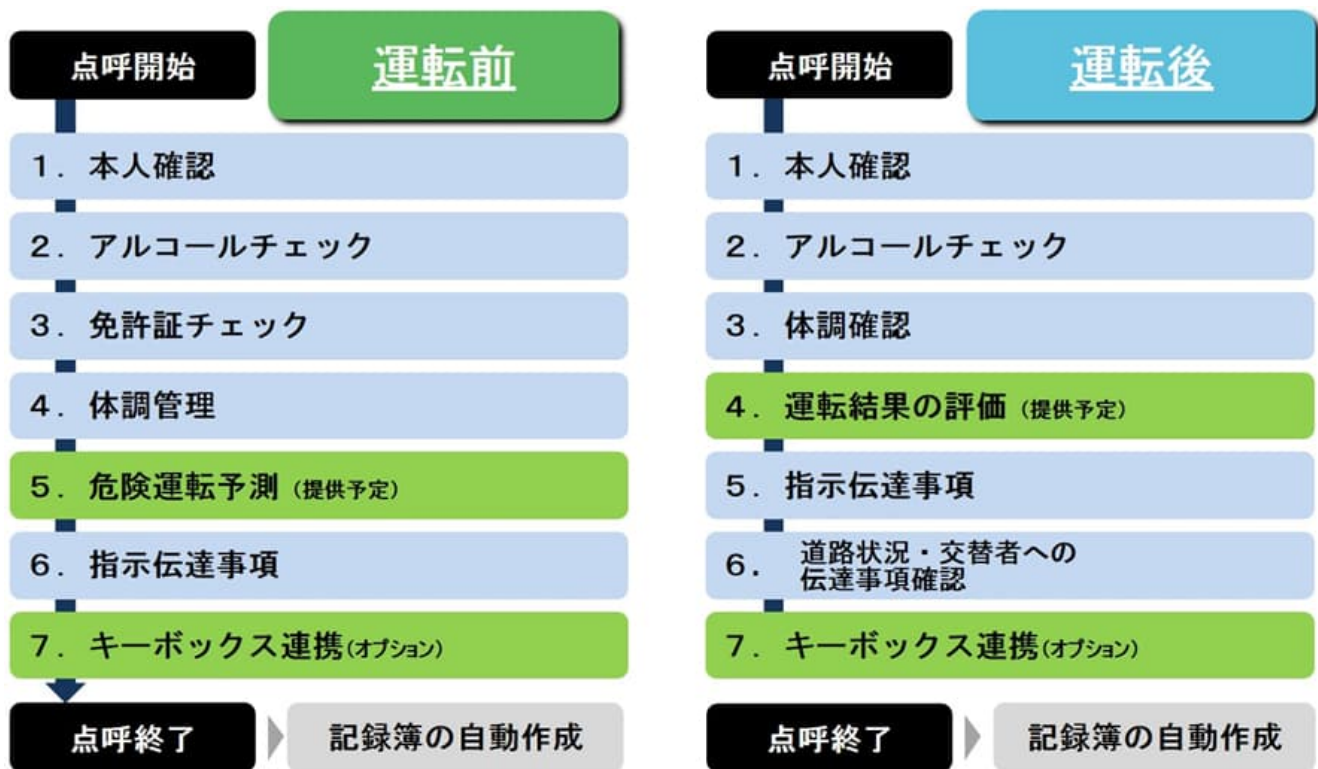 点呼開始
運転前
1. 本人確認
2. アルコールチェック
3. 免許証チェック
4. 体調管理
5. 危険運転予測 (提供予定)
6. 指示伝達事項
7. キーボックス連携(オプション)
点呼終了
記録簿の自動作成
点呼開始
運転後
1. 本人確認
2. アルコールチェック
3. 体調確認
4. 運転結果の評価 (提供予定)
5. 指示伝達事項
6. 道路状況・交替者への
伝達事項確認
7. キーボックス連携(オプション)
点呼終了
記録簿の自動作成